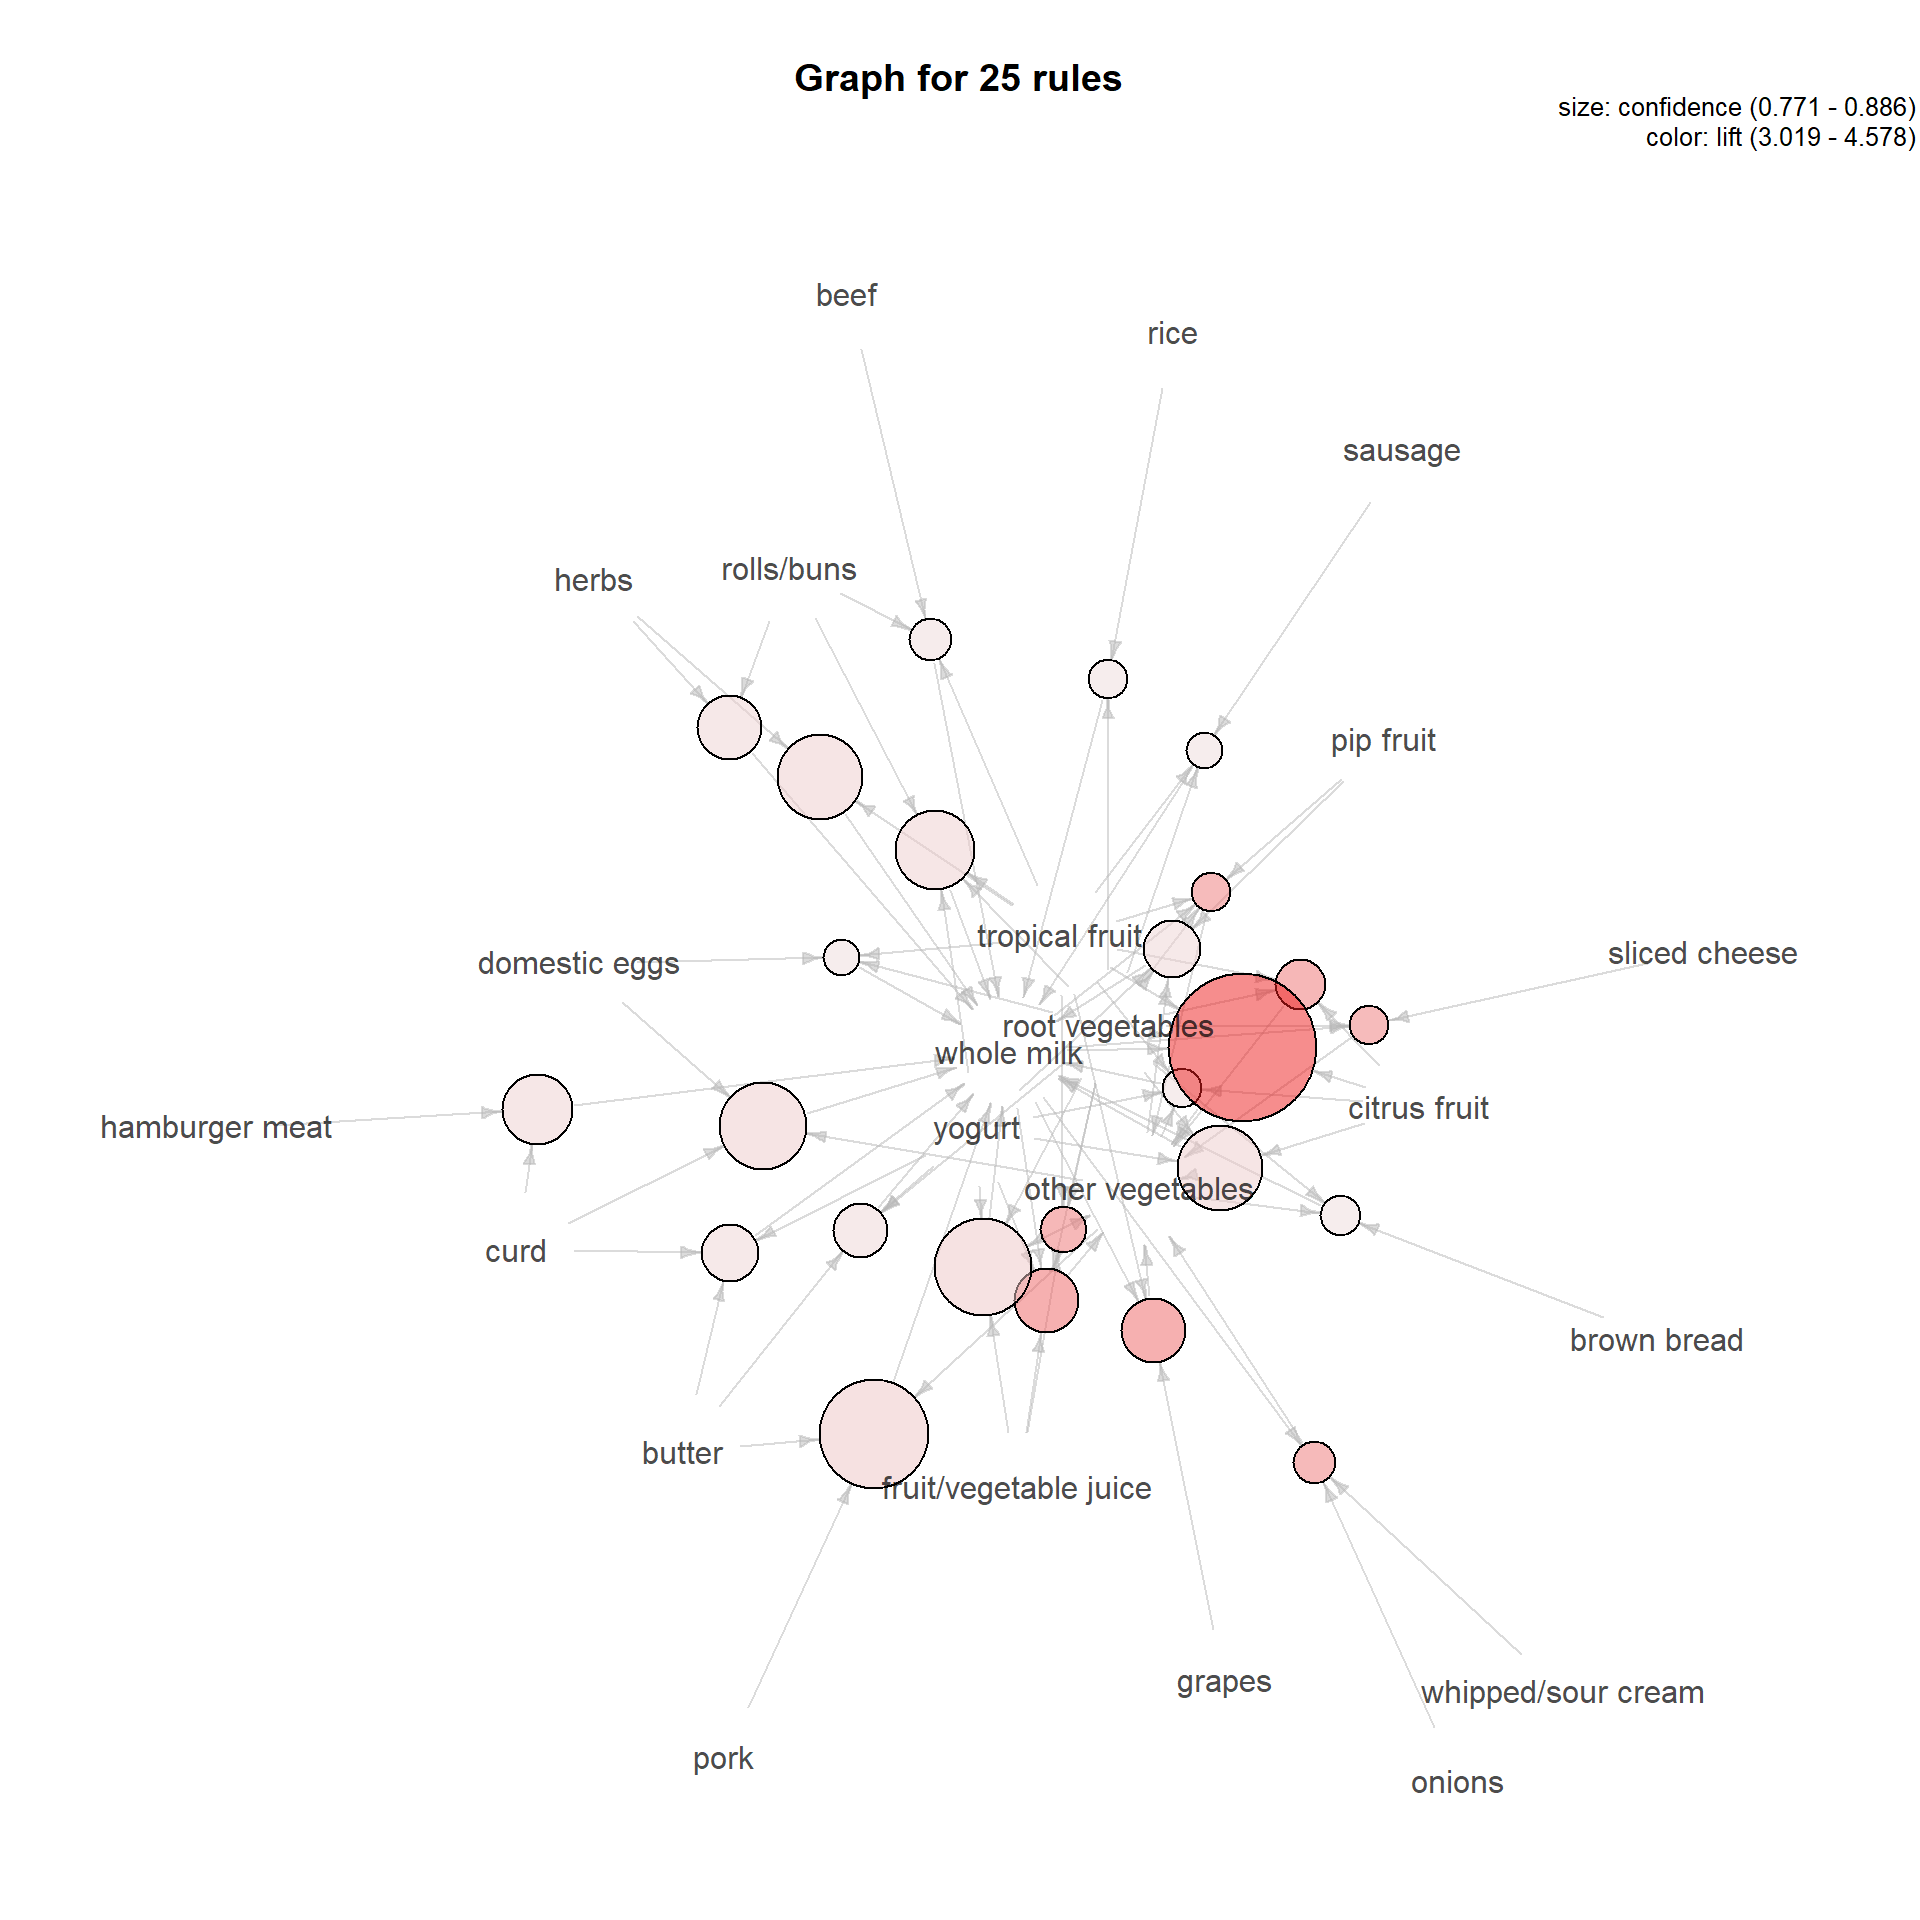 Graph for 25 rules
size: confidence (0.771 - 0.886)
color: lift (3.019 - 4.578)
beef
rice
sausage
herbs
rolls/buns
pip fruit
tropical fruit
sliced cheese
domestic eggs
root vegetables
whole milk
citrus fruit
hamburger meat
yogurt
other vegetables
curd
brown bread
butter
fruit/vegetable juice
grapes
whipped/sour cream
pork
onions